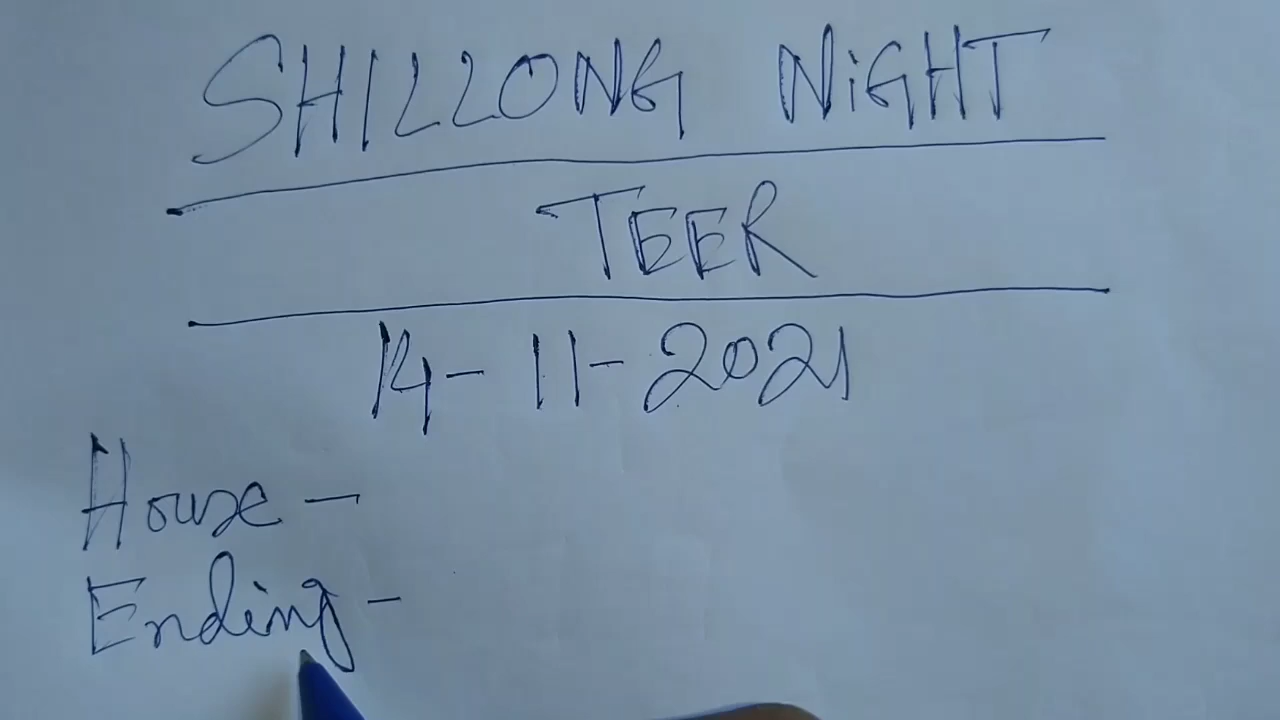 SHILLONG NiGHT
TEER
14-11-2021
House -
Ending -